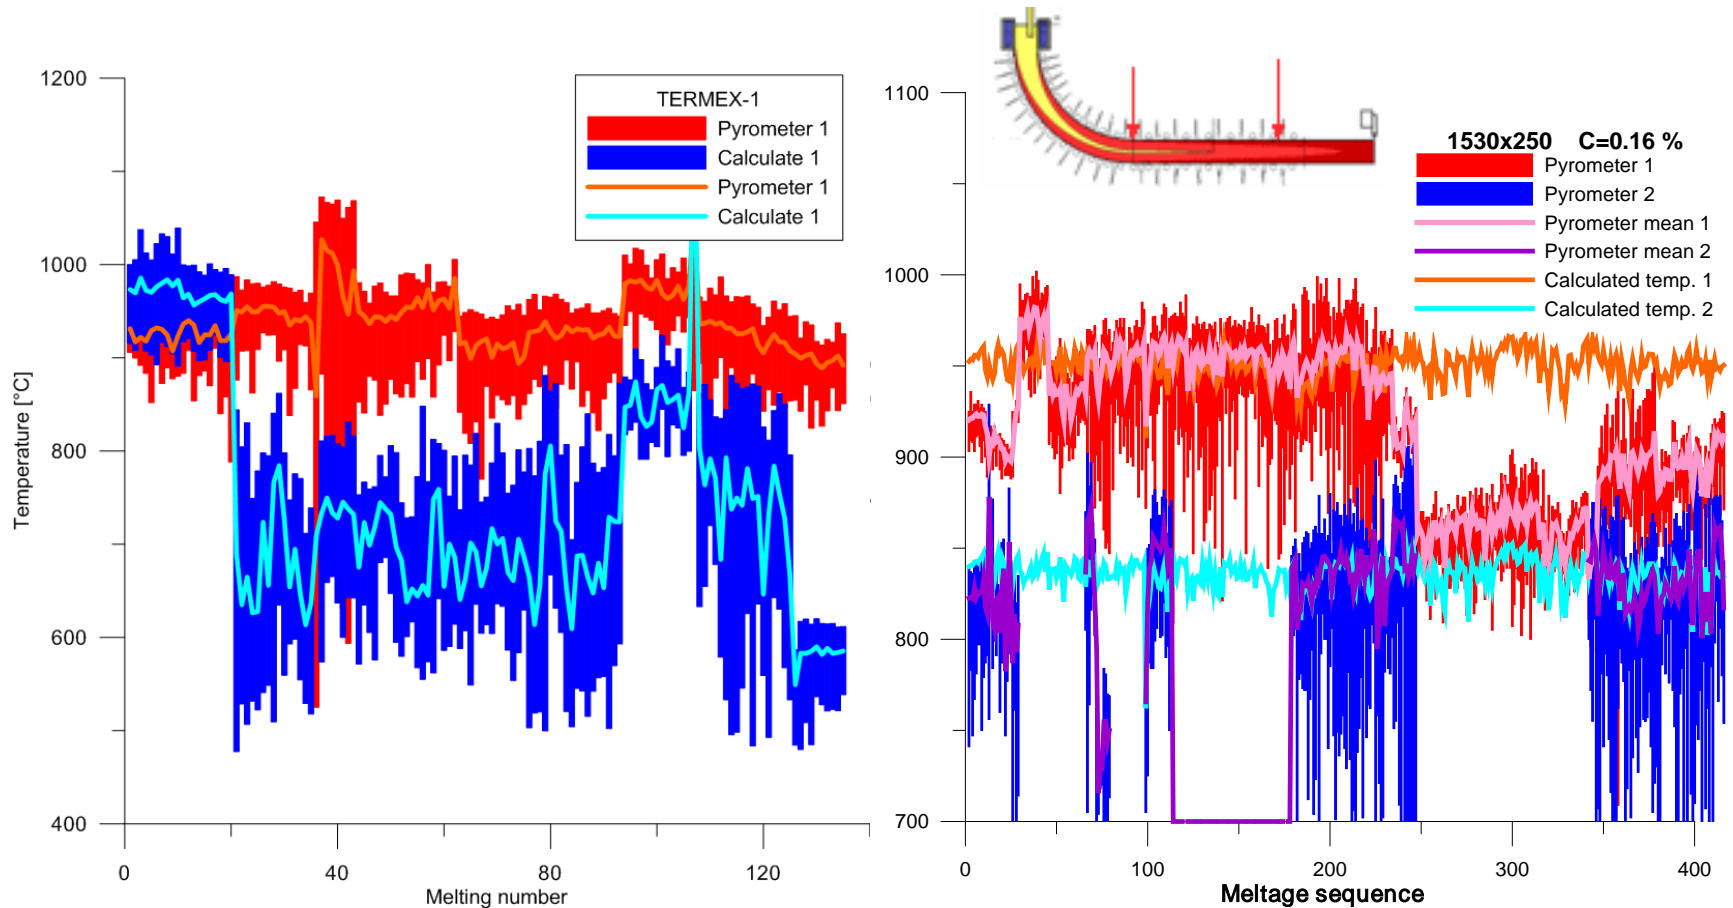 1200
1000
800
600
400
Temperature [°C]
0
40
80
120
Melting number
TERMEX-1
Pyrometer 1
Calculate 1
Pyrometer 1
Calculate 1
1100
1000
900
800
700
0
100
200
300
400
Meltage sequence
1530x250 C=0.16 %
Pyrometer 1
Pyrometer 2
Pyrometer mean 1
Pyrometer mean 2
Calculated temp. 1
Calculated temp. 2